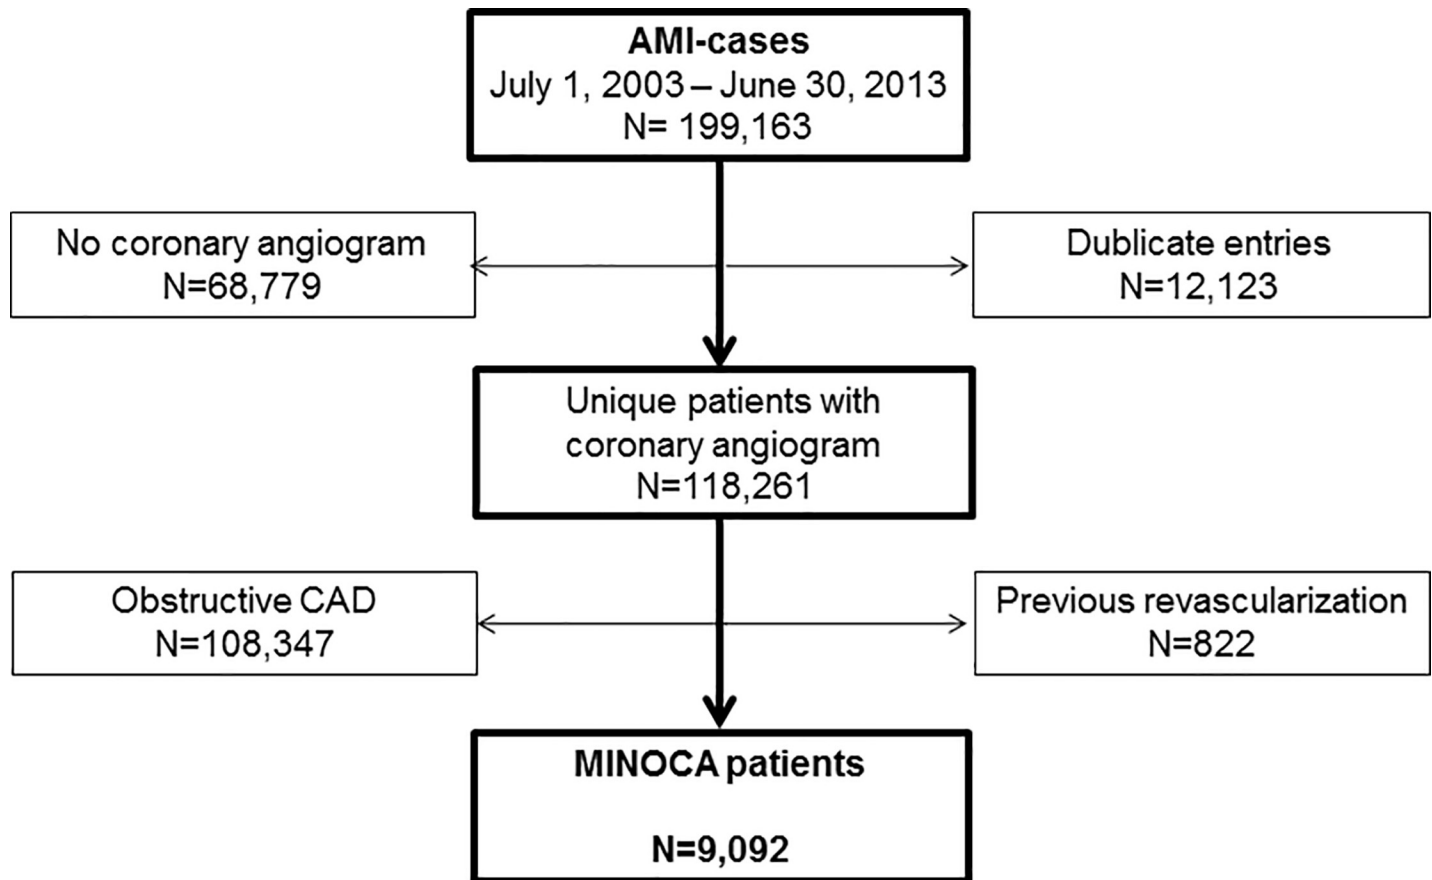 AMI-cases
July 1, 2003 – June 30, 2013
N= 199,163
No coronary angiogram
N=68,779
Dublicate entries
N=12,123
Unique patients with
coronary angiogram
N=118,261
Obstructive CAD
N=108,347
Previous revascularization
N=822
MINOCA patients
N=9,092